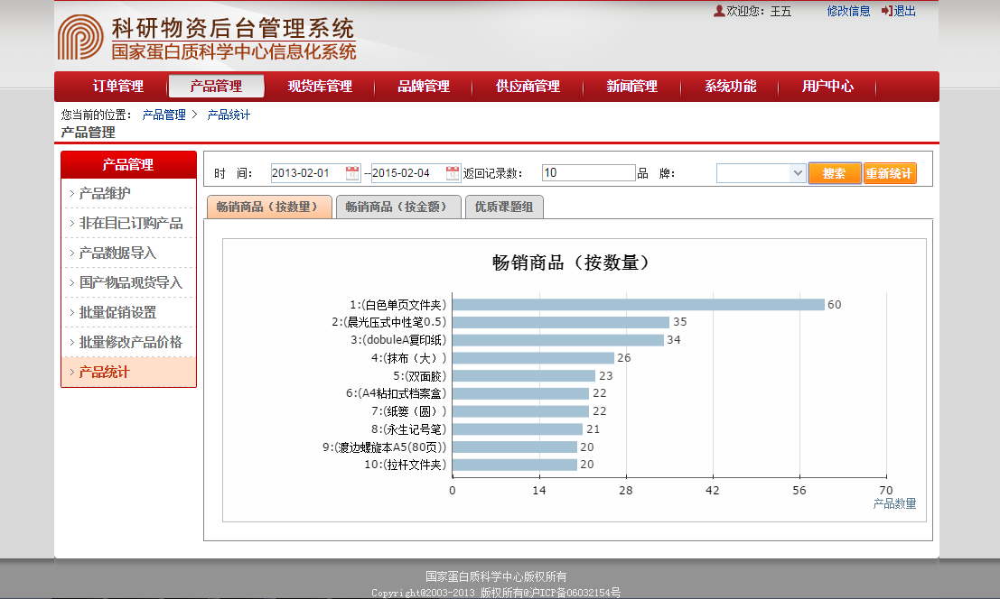 科研物资后台管理系统
国家蛋白质科学中心信息化系统
欢迎您：王五 修改信息 退出
订单管理 产品管理 现货库管理 品牌管理 供应商管理 新闻管理 系统功能 用户中心
您当前的位置： 产品管理 > 产品统计
产品管理
产品管理
产品维护
非在目已订购产品
产品数据导入
国产物品现货导入
批量促销设置
批量修改产品价格
产品统计
时 间： 2013-02-01 --2015-02-04 返回记录数： 10 品 牌： 搜索 重新统计
畅销商品（按数量） 畅销商品（按金额） 优质课题组
畅销商品（按数量）
1:(白色单页文件夹) 60
2:(晨光压式中性笔0.5) 35
3:(dobuleA复印纸) 34
4:(抹布（大）) 26
5:(双面胶) 23
6:(A4粘扣式档案盒) 22
7:(纸篓（圆）) 22
8:(永生记号笔) 21
9:(渡边螺旋本A5(80页)) 20
10:(拉杆文件夹) 20
0 14 28 42 56 70
产品数量
国家蛋白质科学中心版权所有
Copyright@2003-2013 版权所有@沪ICP备06032154号